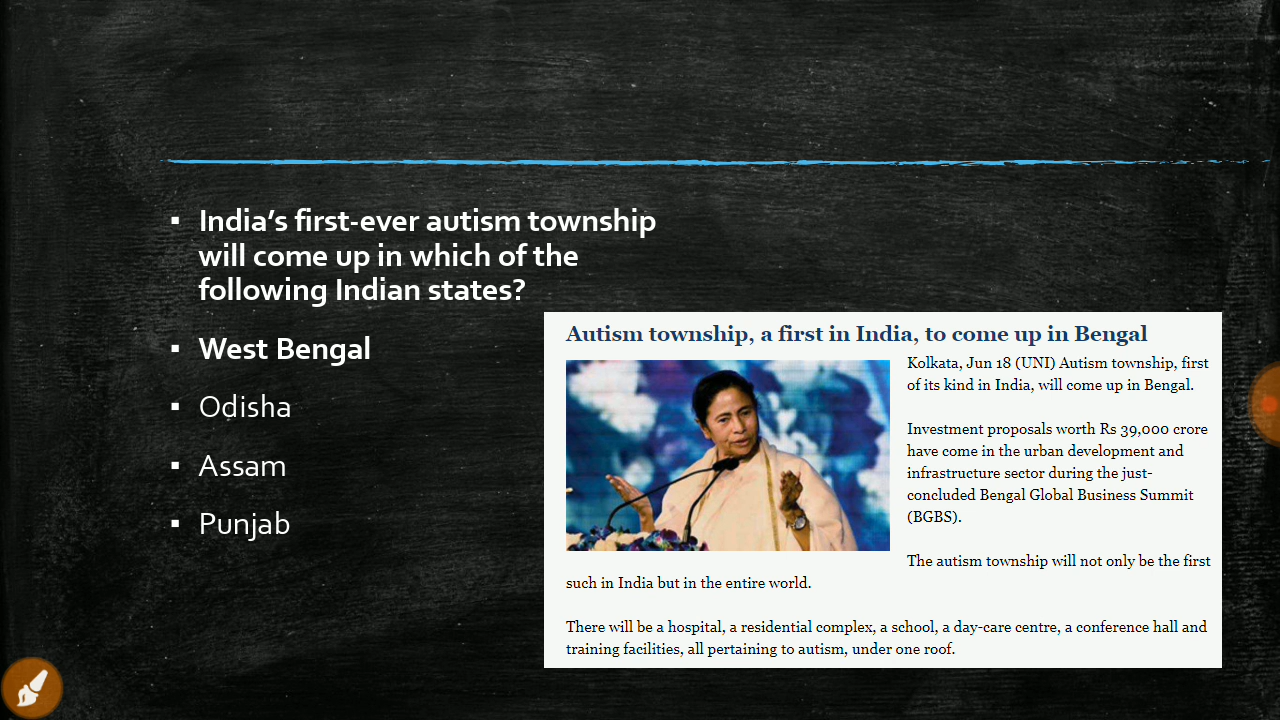 India’s first-ever autism township
will come up in which of the
following Indian states?
West Bengal
Odisha
Assam
Punjab
Autism township, a first in India, to come up in Bengal
Kolkata, Jun 18 (UNI) Autism township, first
of its kind in India, will come up in Bengal.
Investment proposals worth Rs 39,000 crore
have come in the urban development and
infrastructure sector during the just-
concluded Bengal Global Business Summit
(BGBS).
The autism township will not only be the first
such in India but in the entire world.
There will be a hospital, a residential complex, a school, a day-care centre, a conference hall and
training facilities, all pertaining to autism, under one roof.